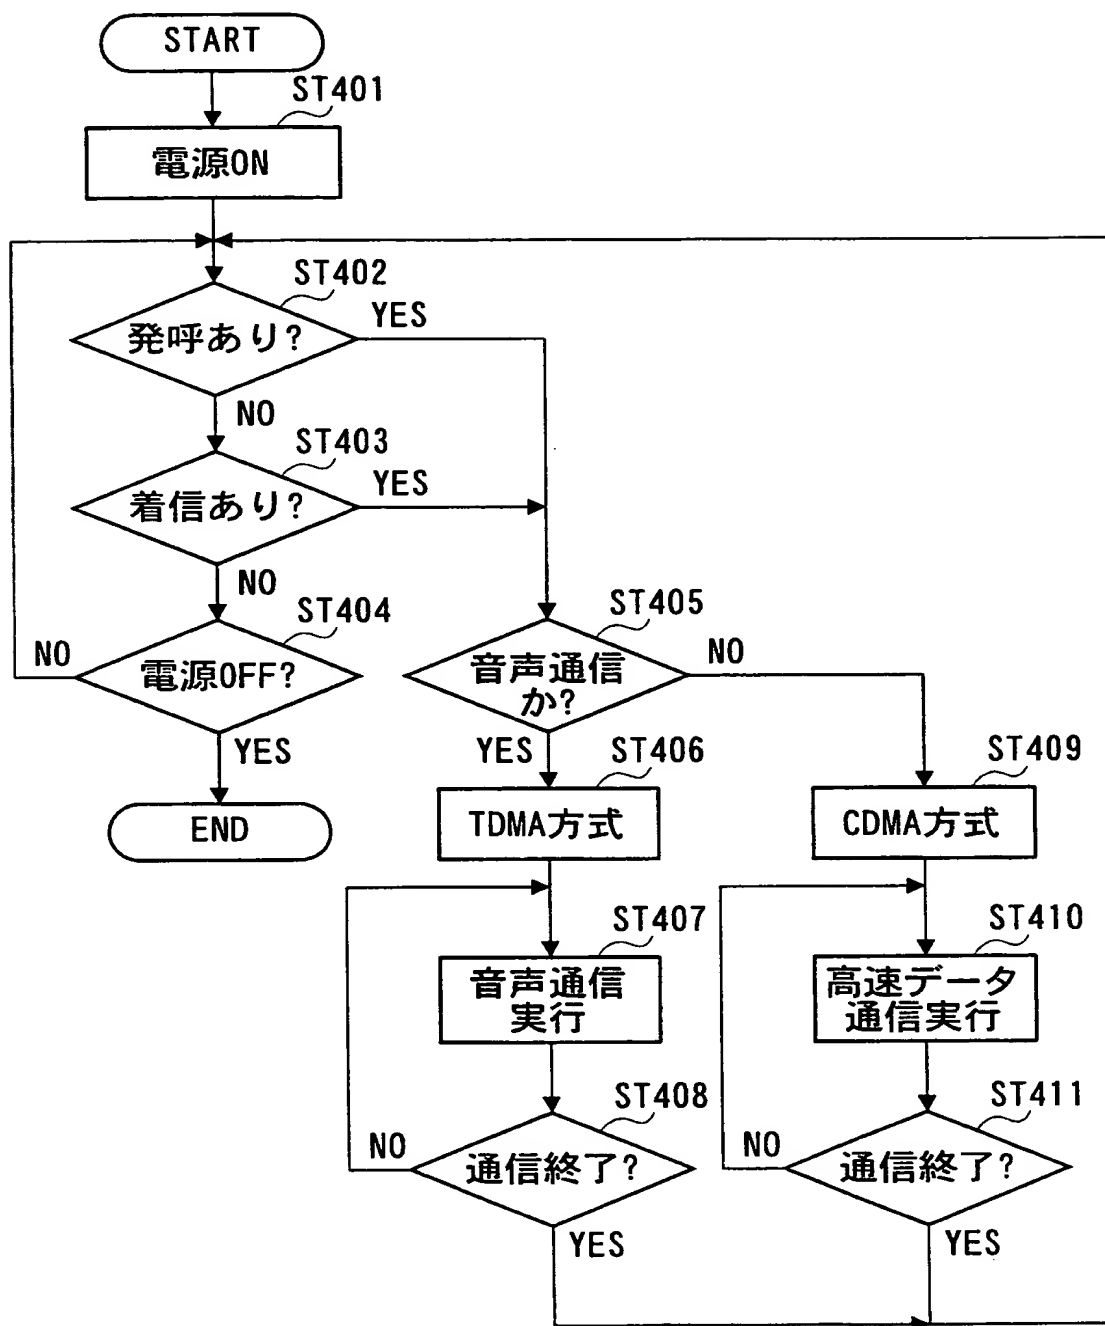 START
ST401
電源ON
ST402
発呼あり?
YES
NO
ST403
着信あり?
YES
NO
ST404
電源OFF?
NO
YES
END
ST405
音声通信
か?
NO
YES
ST406
TDMA方式
ST407
音声通信
実行
ST408
通信終了?
NO
YES
ST409
CDMA方式
ST410
高速データ
通信実行
ST411
通信終了?
NO
YES